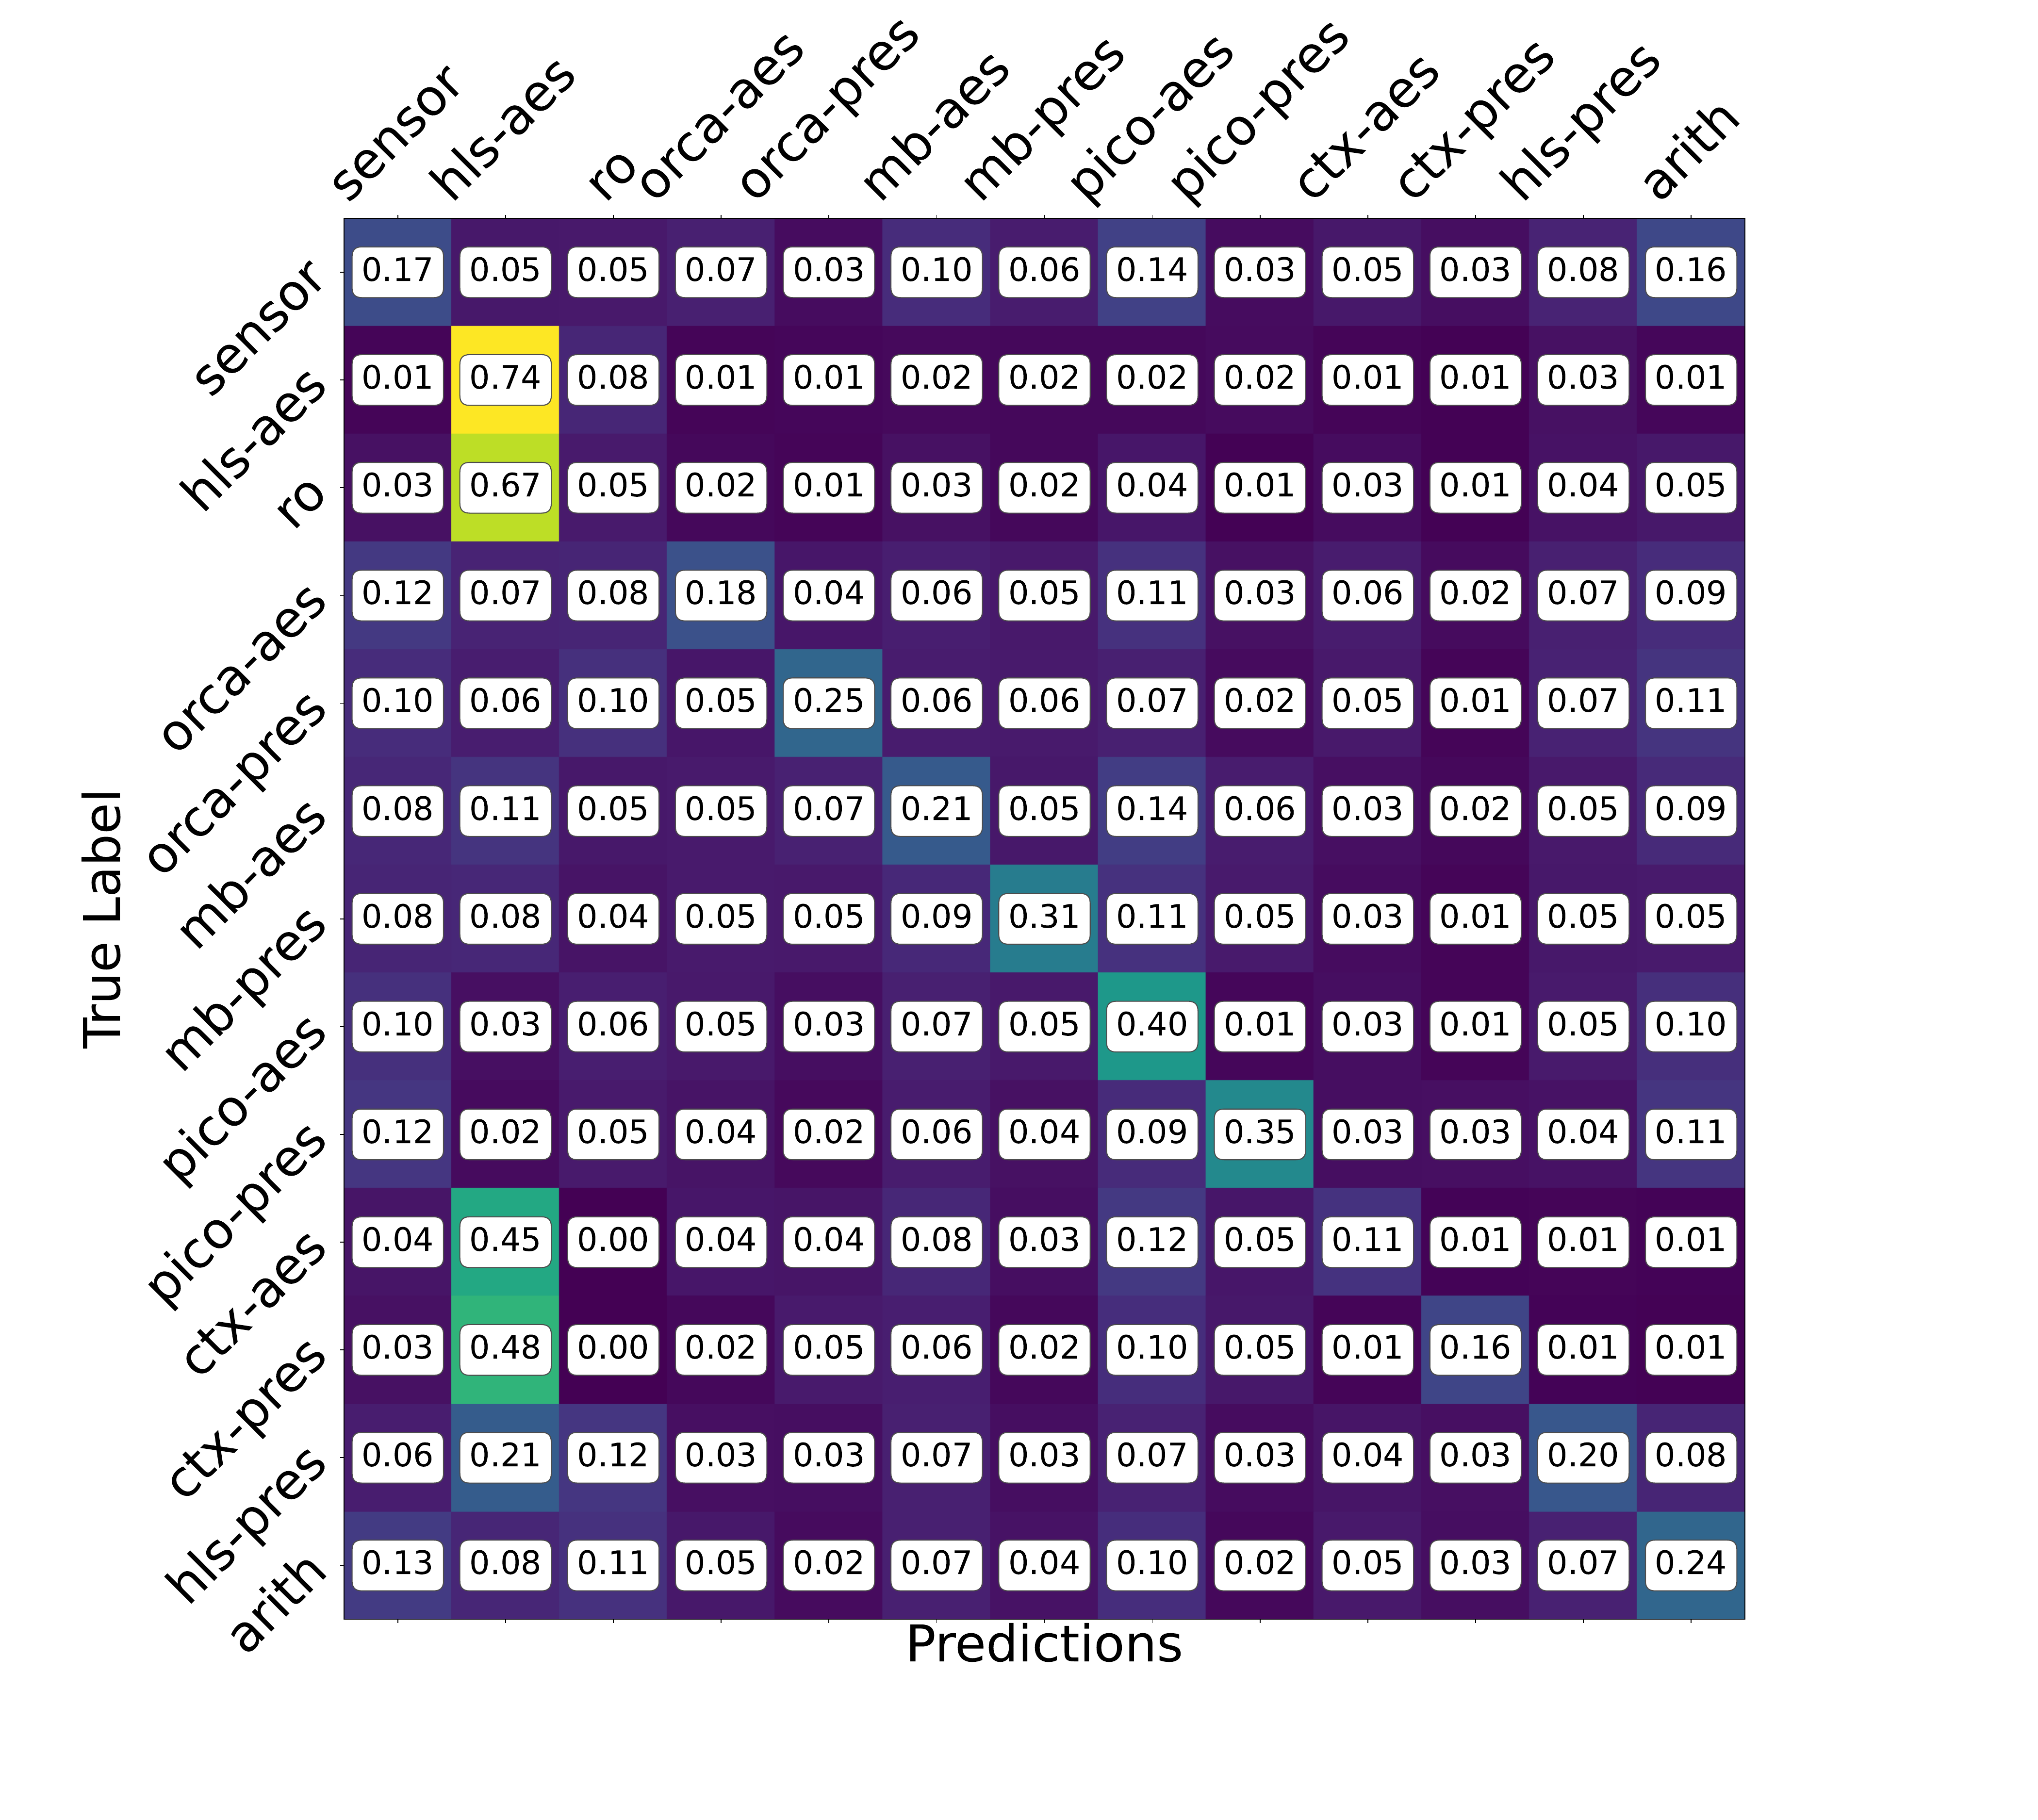 sensor hls-aes ro orca-aes orca-pres mb-aes mb-pres pico-aes pico-pres ctx-aes ctx-pres hls-pres arith
True Label
sensor 0.17 0.05 0.05 0.07 0.03 0.10 0.06 0.14 0.03 0.05 0.03 0.08 0.16
hls-aes 0.01 0.74 0.08 0.01 0.01 0.02 0.02 0.02 0.02 0.01 0.01 0.03 0.01
ro 0.03 0.67 0.05 0.02 0.01 0.03 0.02 0.04 0.01 0.03 0.01 0.04 0.05
orca-aes 0.12 0.07 0.08 0.18 0.04 0.06 0.05 0.11 0.03 0.06 0.02 0.07 0.09
orca-pres 0.10 0.06 0.10 0.05 0.25 0.06 0.06 0.07 0.02 0.05 0.01 0.07 0.11
mb-aes 0.08 0.11 0.05 0.05 0.07 0.21 0.05 0.14 0.06 0.03 0.02 0.05 0.09
mb-pres 0.08 0.08 0.04 0.05 0.05 0.09 0.31 0.11 0.05 0.03 0.01 0.05 0.05
pico-aes 0.10 0.03 0.06 0.05 0.03 0.07 0.05 0.40 0.01 0.03 0.01 0.05 0.10
pico-pres 0.12 0.02 0.05 0.04 0.02 0.06 0.04 0.09 0.35 0.03 0.03 0.04 0.11
ctx-aes 0.04 0.45 0.00 0.04 0.04 0.08 0.03 0.12 0.05 0.11 0.01 0.01 0.01
ctx-pres 0.03 0.48 0.00 0.02 0.05 0.06 0.02 0.10 0.05 0.01 0.16 0.01 0.01
hls-pres 0.06 0.21 0.12 0.03 0.03 0.07 0.03 0.07 0.03 0.04 0.03 0.20 0.08
arith 0.13 0.08 0.11 0.05 0.02 0.07 0.04 0.10 0.02 0.05 0.03 0.07 0.24
Predictions